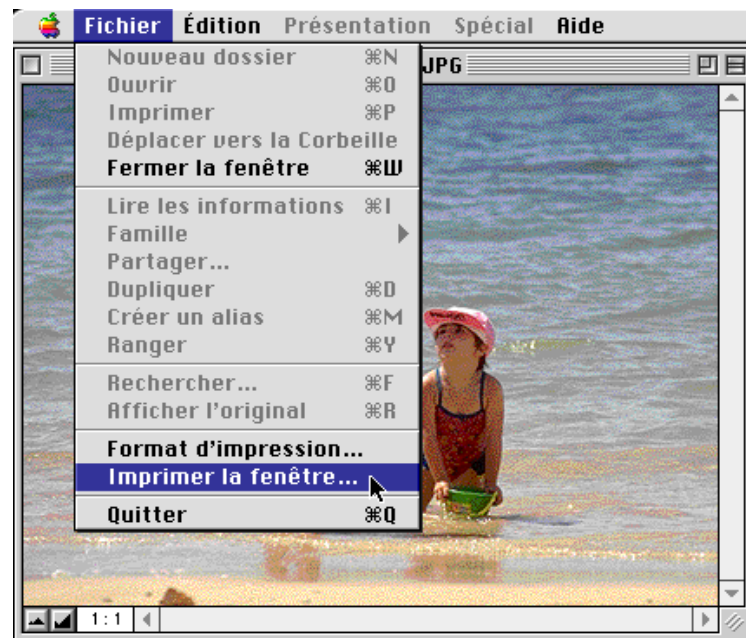 Fichier Édition Présentation Spécial Aide
JPG
Nouveau dossier ⌘N
Ouvrir ⌘O
Imprimer ⌘P
Déplacer vers la Corbeille
Fermer la fenêtre ⌘W
Lire les informations ⌘I
Famille
Partager...
Dupliquer ⌘D
Créer un alias ⌘M
Ranger ⌘Y
Rechercher... ⌘F
Afficher l'original ⌘R
Format d'impression...
Imprimer la fenêtre...
Quitter ⌘Q
1:1